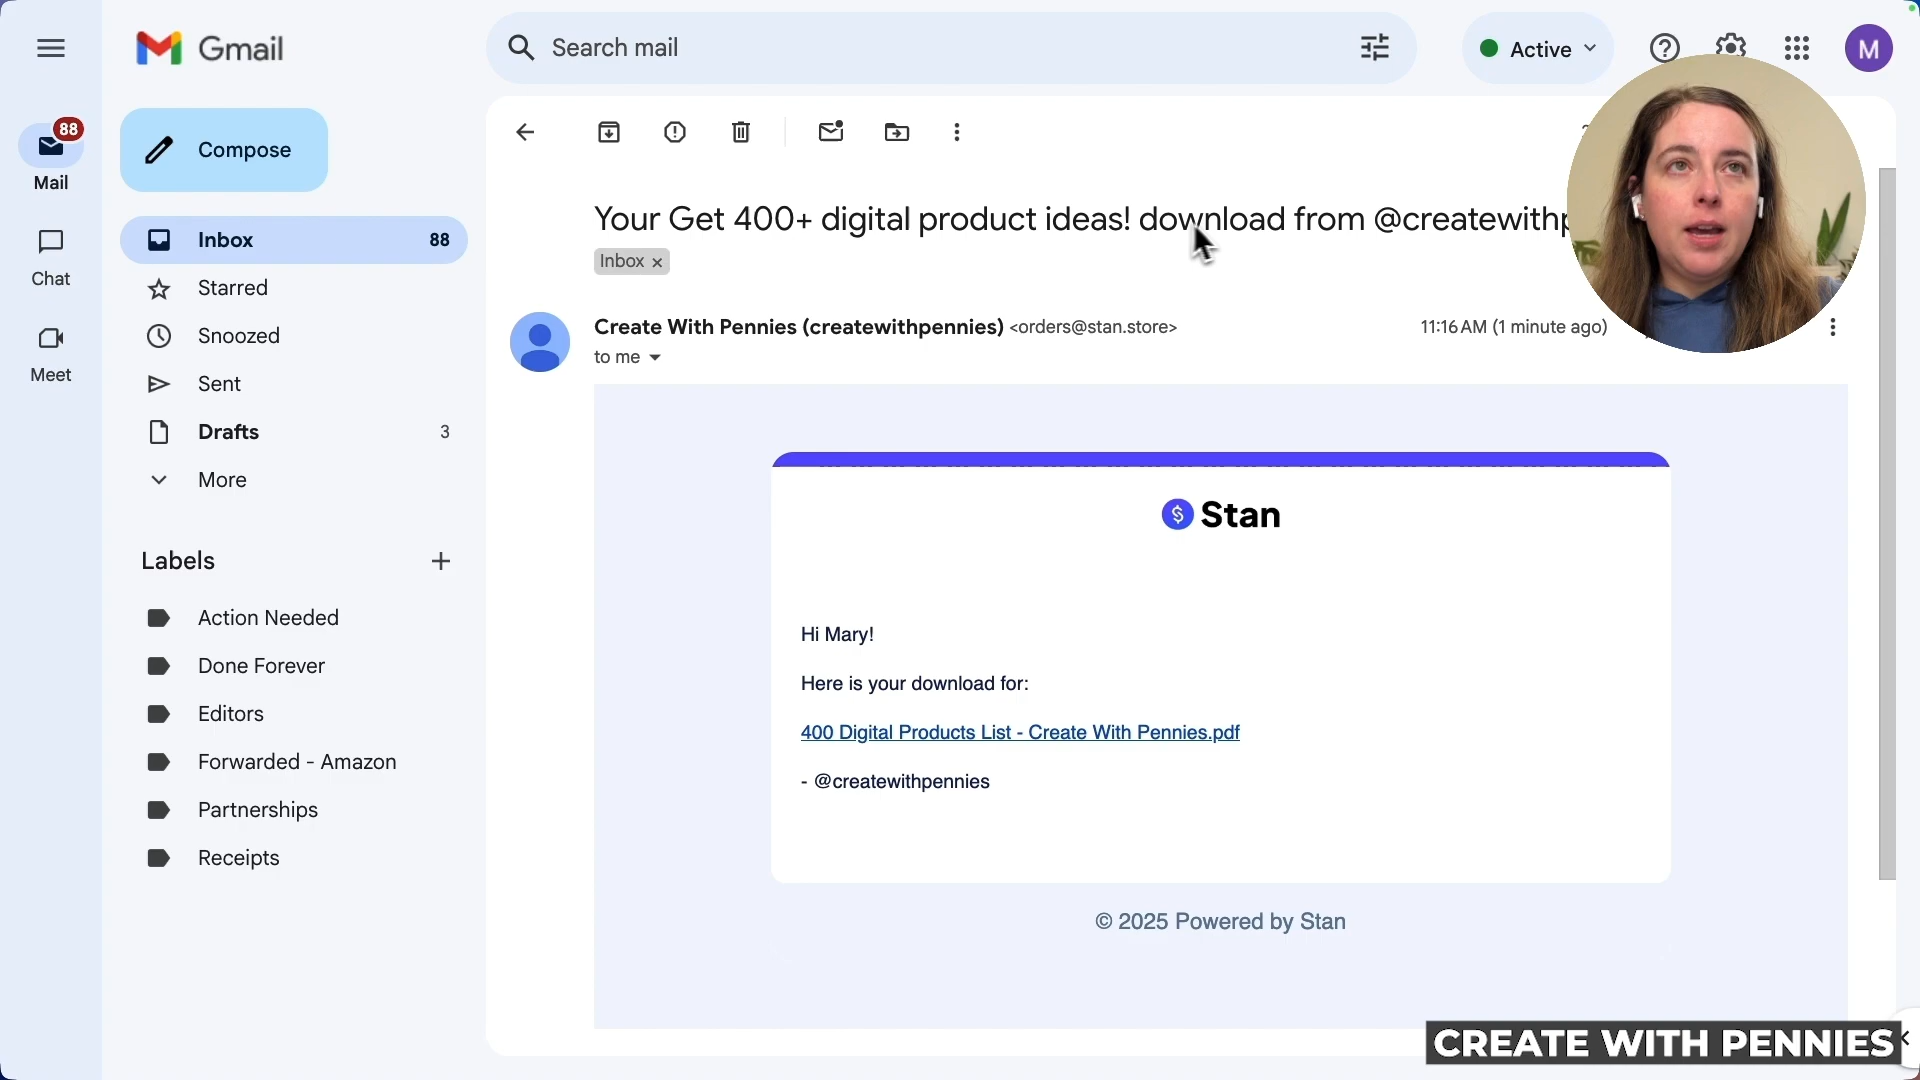 Gmail
Search mail
Active
M
88
Mail
Chat
Meet
Compose
Inbox 88
Starred
Snoozed
Sent
Drafts 3
More
Labels
Action Needed
Done Forever
Editors
Forwarded - Amazon
Partnerships
Receipts
Your Get 400+ digital product ideas! download from @createwithp
Inbox x
Create With Pennies (createwithpennies) <orders@stan.store> 11:16 AM (1 minute ago)
to me
$ Stan
Hi Mary!
Here is your download for:
400 Digital Products List - Create With Pennies.pdf
- @createwithpennies
© 2025 Powered by Stan
CREATE WITH PENNIES